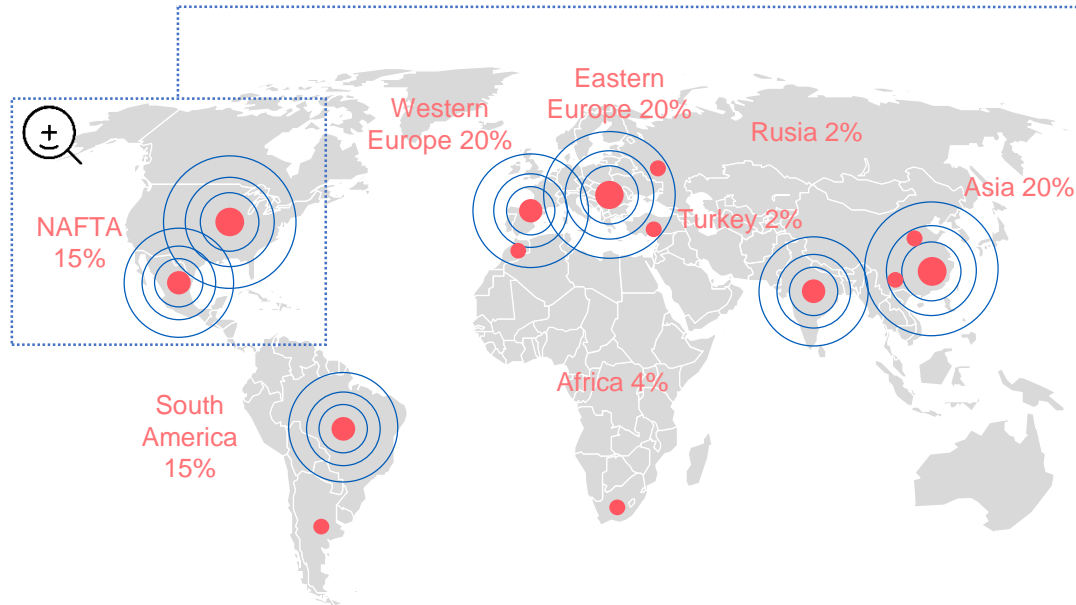 Western
Europe 20%
Eastern
Europe 20%
Rusia 2%
Asia 20%
NAFTA
15%
Turkey 2%
Africa 4%
South
America
15%